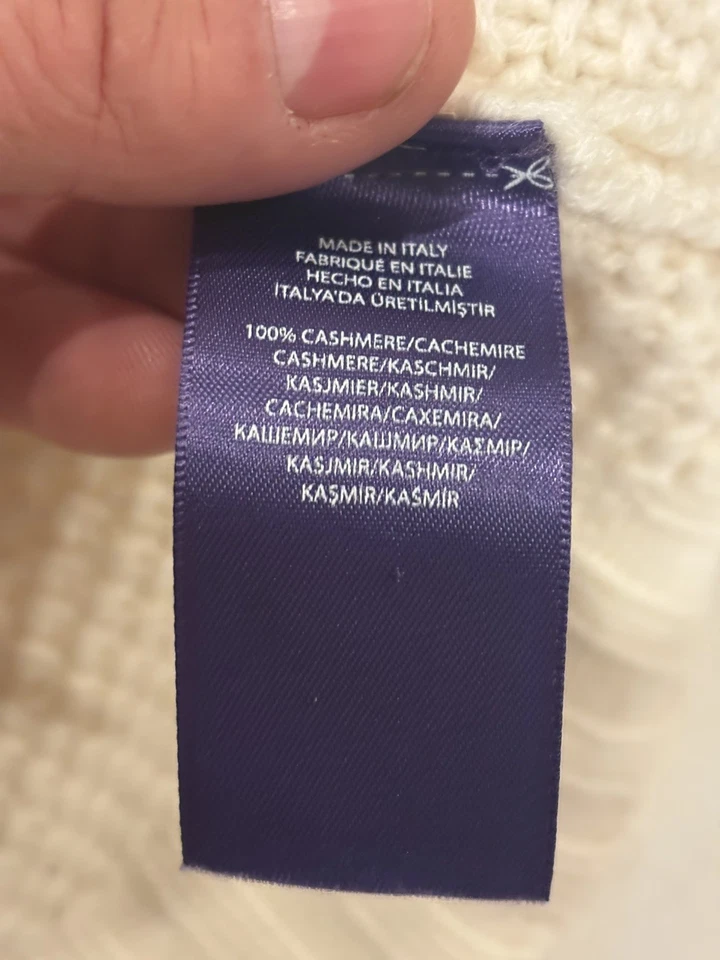 MADE IN ITALY
FABRIQUÉ EN ITALIE
HECHO EN ITALIA
İTALYA'DA ÜRETİLMİŞTİR
100% CASHMERE/CACHEMIRE
CASHMERE/KASCHMIR/
KASJMIER/KASHMIR/
CACHEMIRA/CAXEMIRA/
КАШЕМИР/КАШМИР/ΚΑΣΜΙΡ/
KASJMIR/KASHMIR/
KAŞMİR/KAŠMÍR